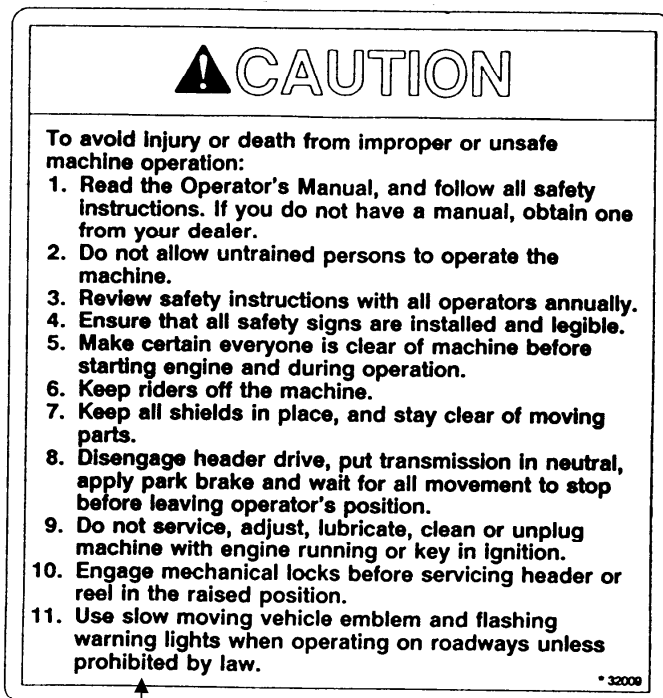 CAUTION
To avoid injury or death from improper or unsafe
machine operation:
1. Read the Operator's Manual, and follow all safety
instructions. If you do not have a manual, obtain one
from your dealer.
2. Do not allow untrained persons to operate the
machine.
3. Review safety instructions with all operators annually.
4. Ensure that all safety signs are installed and legible.
5. Make certain everyone is clear of machine before
starting engine and during operation.
6. Keep riders off the machine.
7. Keep all shields in place, and stay clear of moving
parts.
8. Disengage header drive, put transmission in neutral,
apply park brake and wait for all movement to stop
before leaving operator's position.
9. Do not service, adjust, lubricate, clean or unplug
machine with engine running or key in ignition.
10. Engage mechanical locks before servicing header or
reel in the raised position.
11. Use slow moving vehicle emblem and flashing
warning lights when operating on roadways unless
prohibited by law.
* 32009